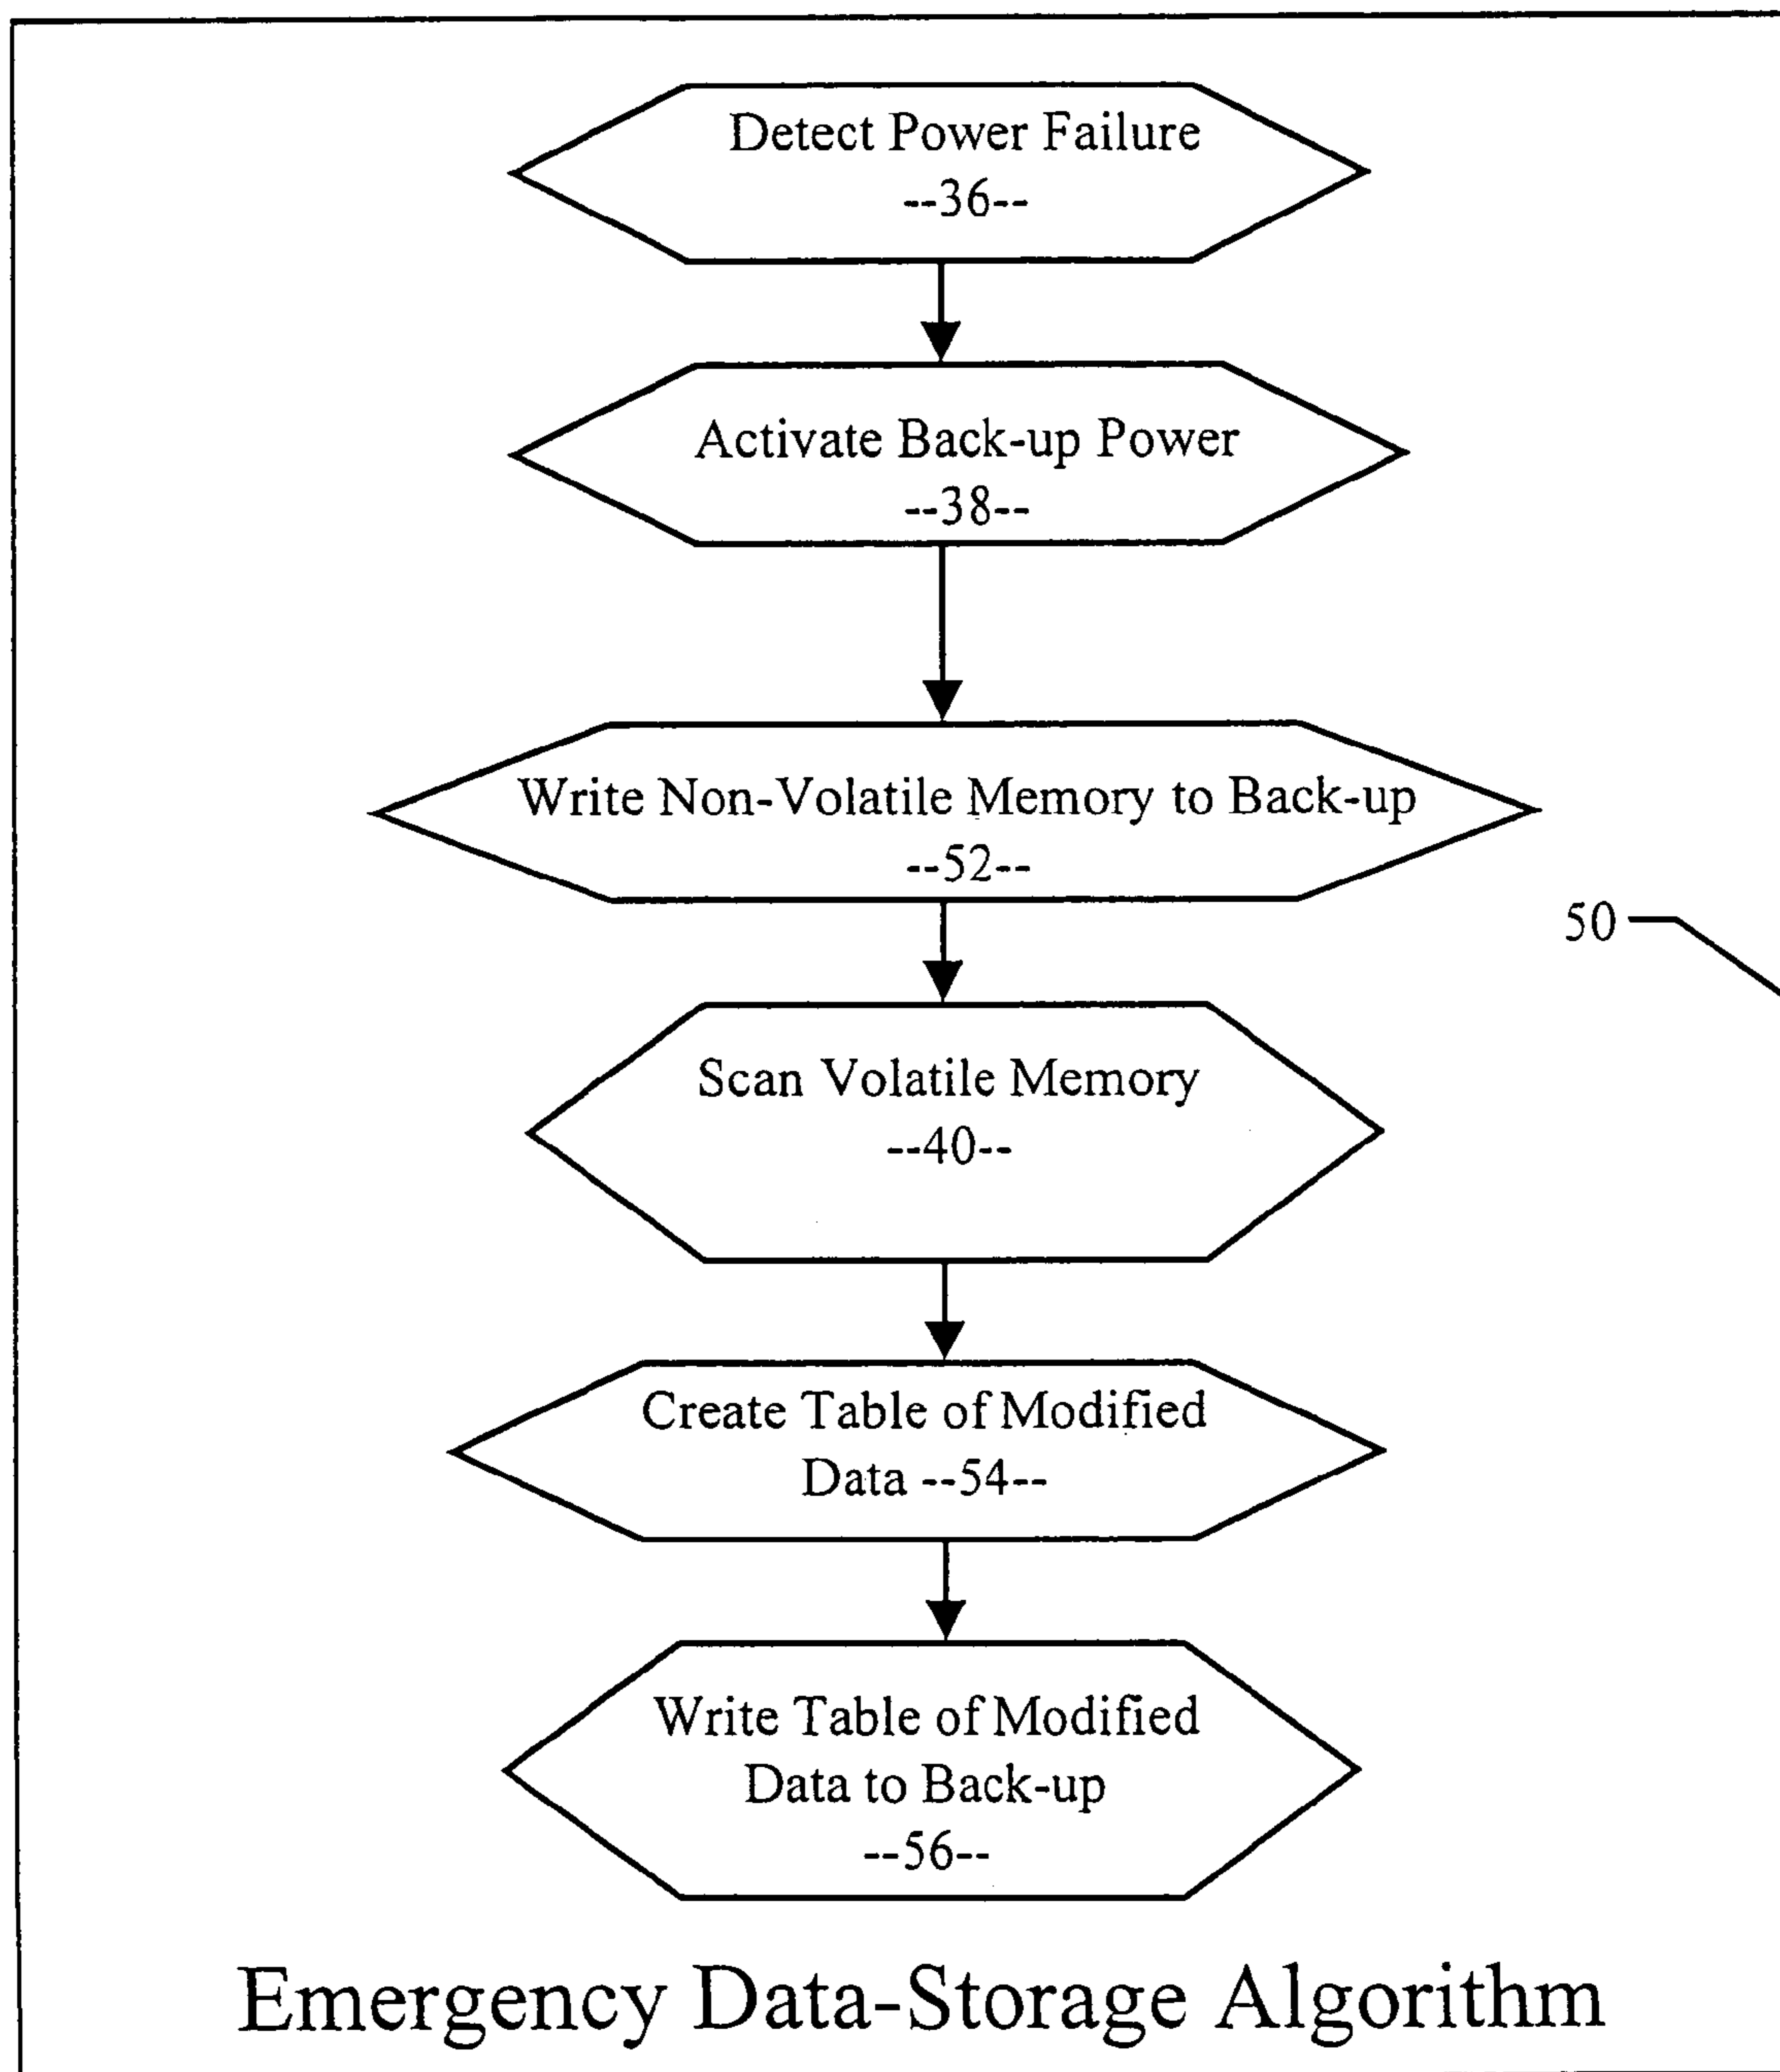 Detect Power Failure
--36--
Activate Back-up Power
--38--
Write Non-Volatile Memory to Back-up
--52--
50
Scan Volatile Memory
--40--
Create Table of Modified
Data --54--
Write Table of Modified
Data to Back-up
--56--
Emergency Data-Storage Algorithm